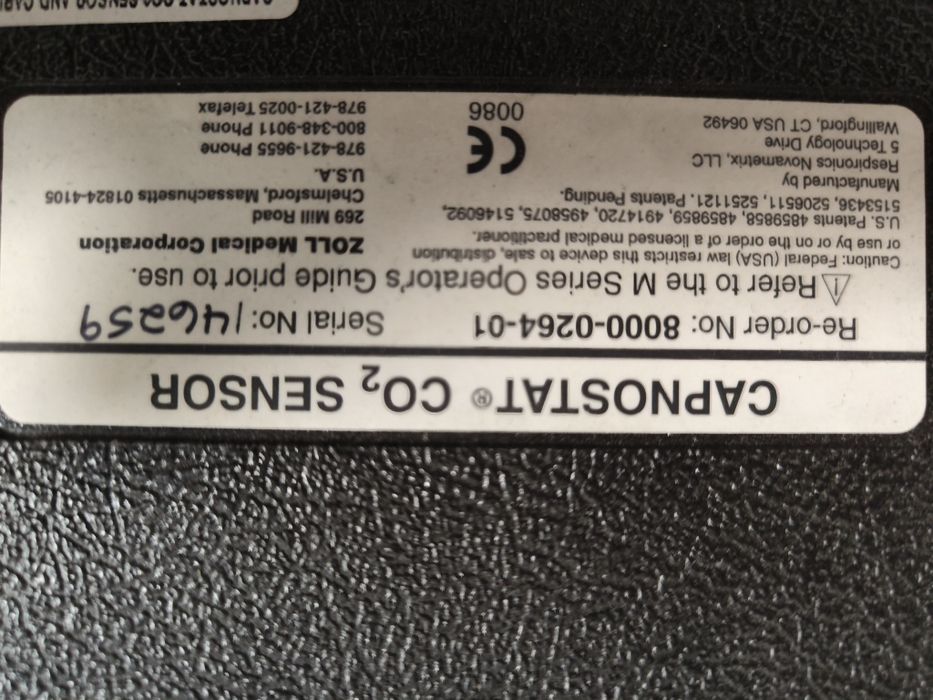 CAPNOSTAT® CO₂ SENSOR
Re-order No: 8000-0264-01 Serial No: 146259
⚠ Refer to the M Series Operator's Guide prior to use.
Caution: Federal (USA) law restricts this device to sale, distribution
or use by or on the order of a licensed medical practitioner.
U.S. Patents 4859858, 4859859, 4914720, 4958075, 5146092,
5153436, 5206511, 5251121. Patents Pending.
Manufactured by
Respironics Novametrix, LLC,
5 Technology Drive
Wallingford, CT USA 06492
CE
0086
ZOLL Medical Corporation
269 Mill Road
Chelmsford, Massachusetts 01824-4105
U.S.A.
978-421-9655 Phone
800-348-9011 Phone
978-421-0025 Telefax
SENSOR AND